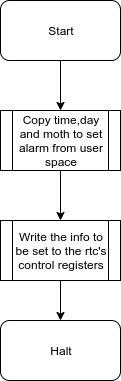 Start
Copy time,day
and moth to set
alarm from user
space
Write the info to
be set to the rtc's
control registers
Halt